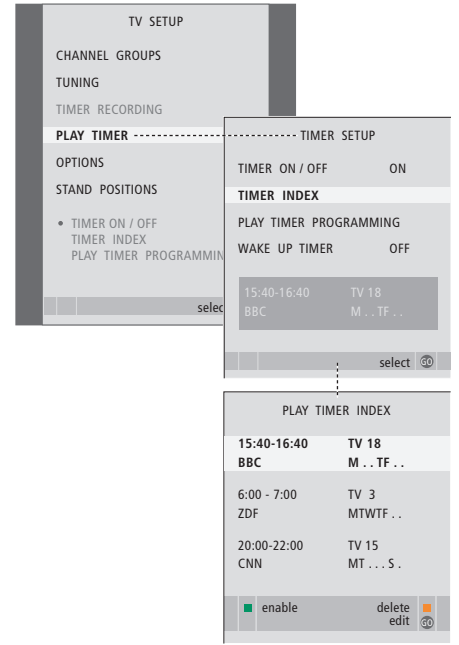 TV SETUP
CHANNEL GROUPS
TUNING
TIMER RECORDING
PLAY TIMER
OPTIONS
STAND POSITIONS
• TIMER ON / OFF
TIMER INDEX
PLAY TIMER PROGRAMMIN
selec
TIMER SETUP
TIMER ON / OFF ON
TIMER INDEX
PLAY TIMER PROGRAMMING
WAKE UP TIMER OFF
15:40-16:40 TV 18
BBC M . . TF . .
select GO
PLAY TIMER INDEX
15:40-16:40 TV 18
BBC M . . TF . .
6:00 - 7:00 TV 3
ZDF MTWTF . .
20:00-22:00 TV 15
CNN MT . . . S .
enable delete
edit GO